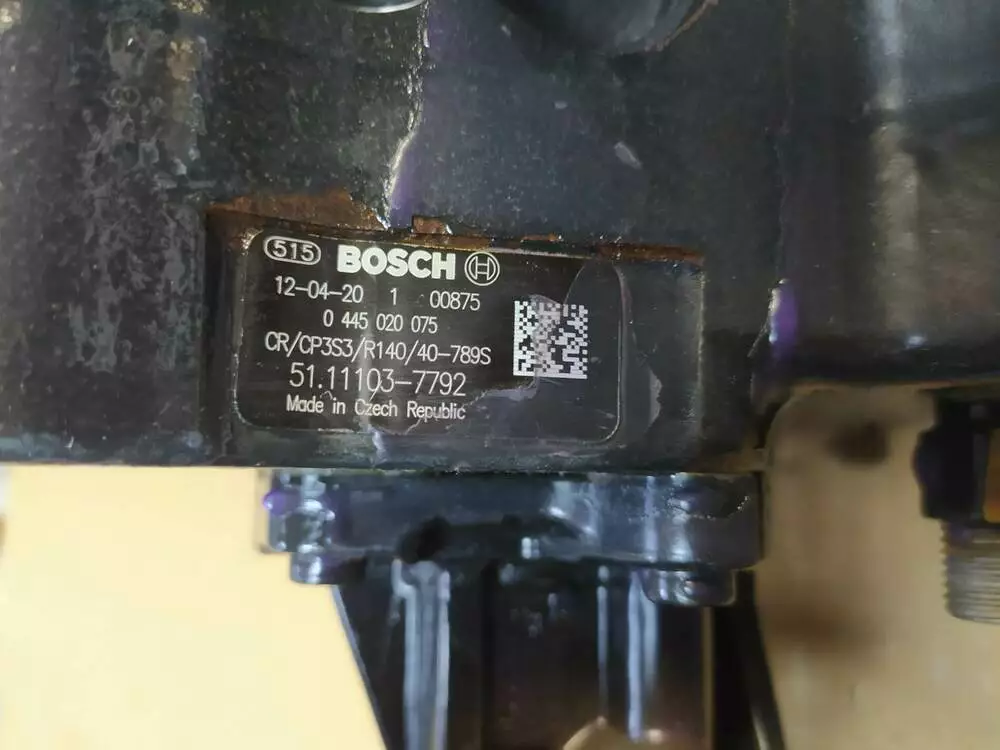 515 BOSCH
12-04-20 1 00875
0 445 020 075
CR/CP3S3/R140/40-789S
51.11103-7792
Made in Czech Republic